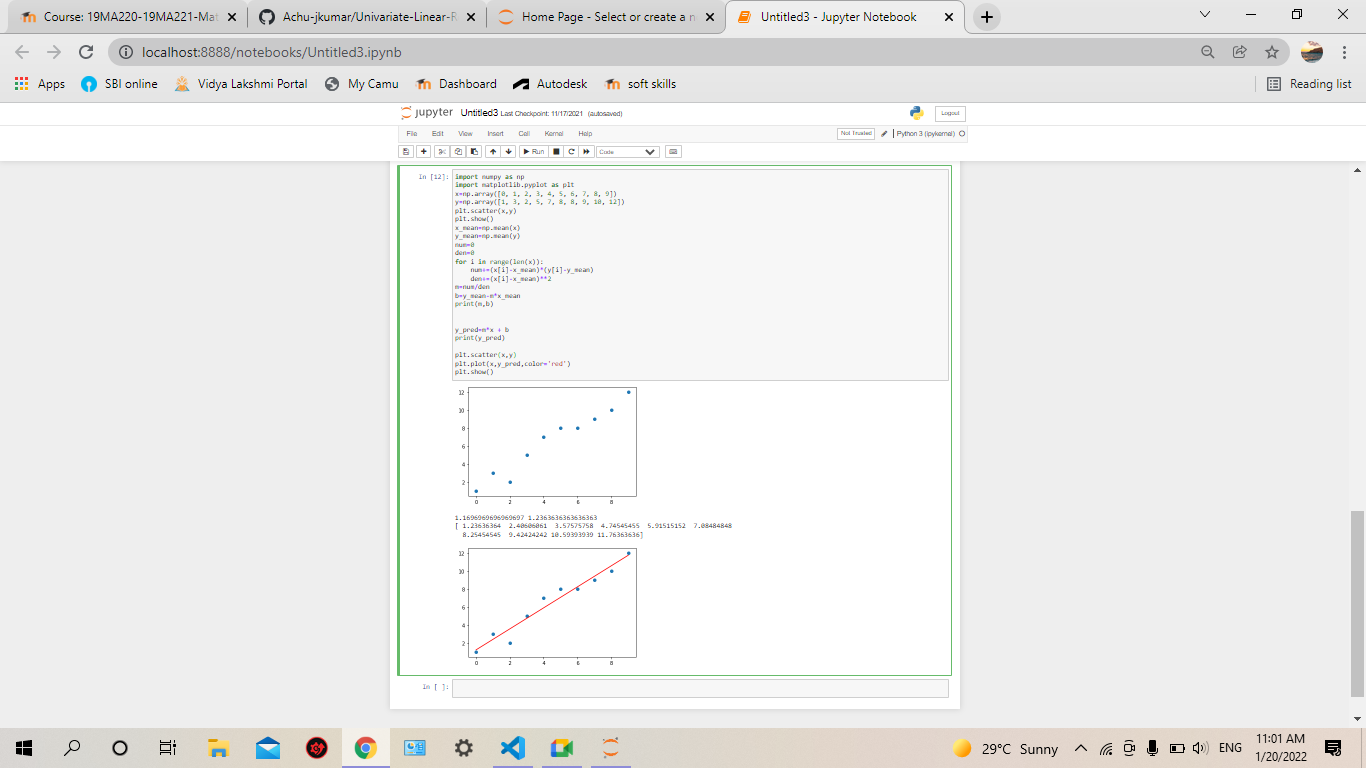 Course: 19MA220-19MA221-Mat
Achu-jkumar/Univariate-Linear-R
Home Page - Select or create a n
Untitled3 - Jupyter Notebook
localhost:8888/notebooks/Untitled3.ipynb
Apps SBI online Vidya Lakshmi Portal My Camu Dashboard Autodesk soft skills Reading list
jupyter Untitled3 Last Checkpoint: 11/17/2021 (autosaved) Logout
File Edit View Insert Cell Kernel Help Not Trusted Python 3 (ipykernel)
Run Code
In [12]: import numpy as np
import matplotlib.pyplot as plt
x=np.array([0, 1, 2, 3, 4, 5, 6, 7, 8, 9])
y=np.array([1, 3, 2, 5, 7, 8, 8, 9, 10, 12])
plt.scatter(x,y)
plt.show()
x_mean=np.mean(x)
y_mean=np.mean(y)
num=0
den=0
for i in range(len(x)):
    num+=(x[i]-x_mean)*(y[i]-y_mean)
    den+=(x[i]-x_mean)**2
m=num/den
b=y_mean-m*x_mean
print(m,b)
y_pred=m*x + b
print(y_pred)
plt.scatter(x,y)
plt.plot(x,y_pred,color='red')
plt.show()
12
10
8
6
4
2
0 2 4 6 8
1.1696969696969697 1.2363636363636363
[ 1.23636364 2.40606061 3.57575758 4.74545455 5.91515152 7.08484848
8.25454545 9.42424242 10.59393939 11.76363636]
12
10
8
6
4
2
0 2 4 6 8
In [ ]:
29°C Sunny ENG 11:01 AM
1/20/2022